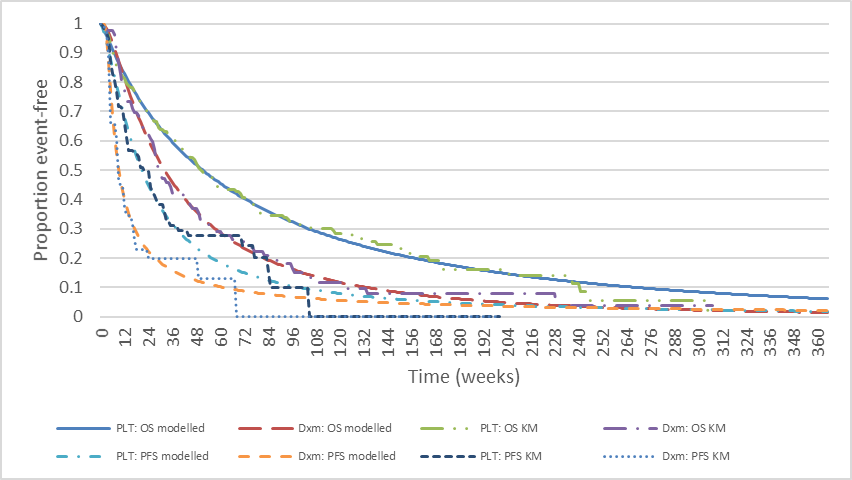 1
0.9
0.8
0.7
0.6
0.5
0.4
0.3
0.2
0.1
0
Proportion event-free
0 12 24 36 48 60 72 84 96 108 120 132 144 156 168 180 192 204 216 228 240 252 264 276 288 300 312 324 336 348 360
Time (weeks)
PLT: OS modelled Dxm: OS modelled PLT: OS KM Dxm: OS KM
PLT: PFS modelled Dxm: PFS modelled PLT: PFS KM Dxm: PFS KM